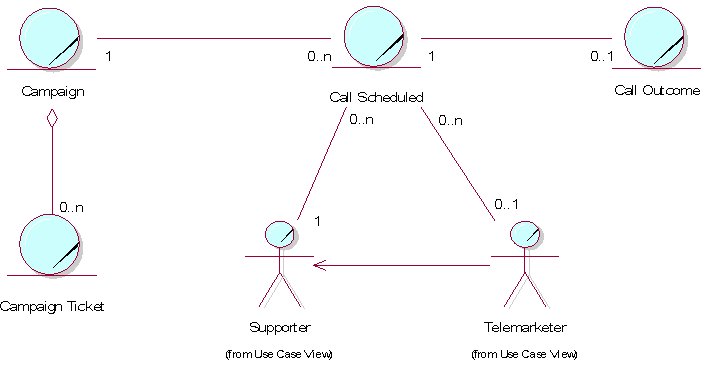 1
0..n
1
0..1
Campaign
Call Scheduled
Call Outcome
0..n
0..n
0..n
0..1
1
Campaign Ticket
Supporter
Telemarketer
(from Use Case View)
(from Use Case View)